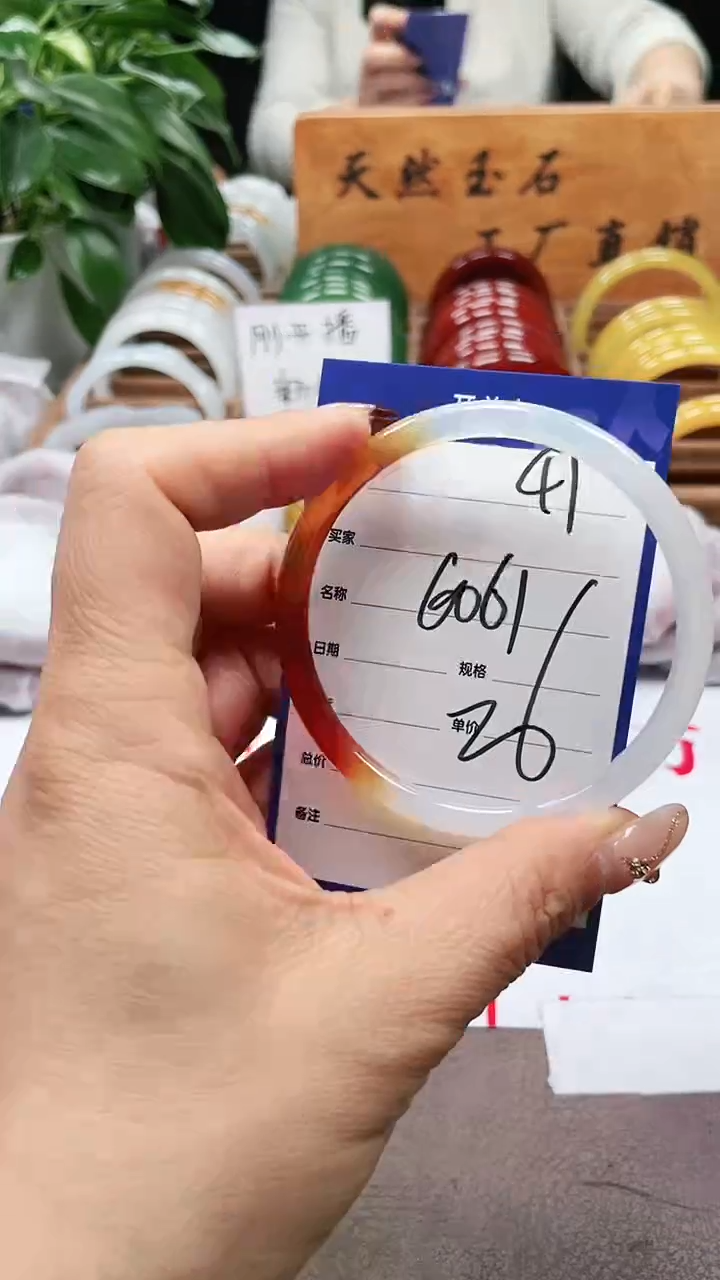 天然玉石
工厂直销
刚开播
41
买家
名称 6061
日期 规格
单价 26
总价
备注